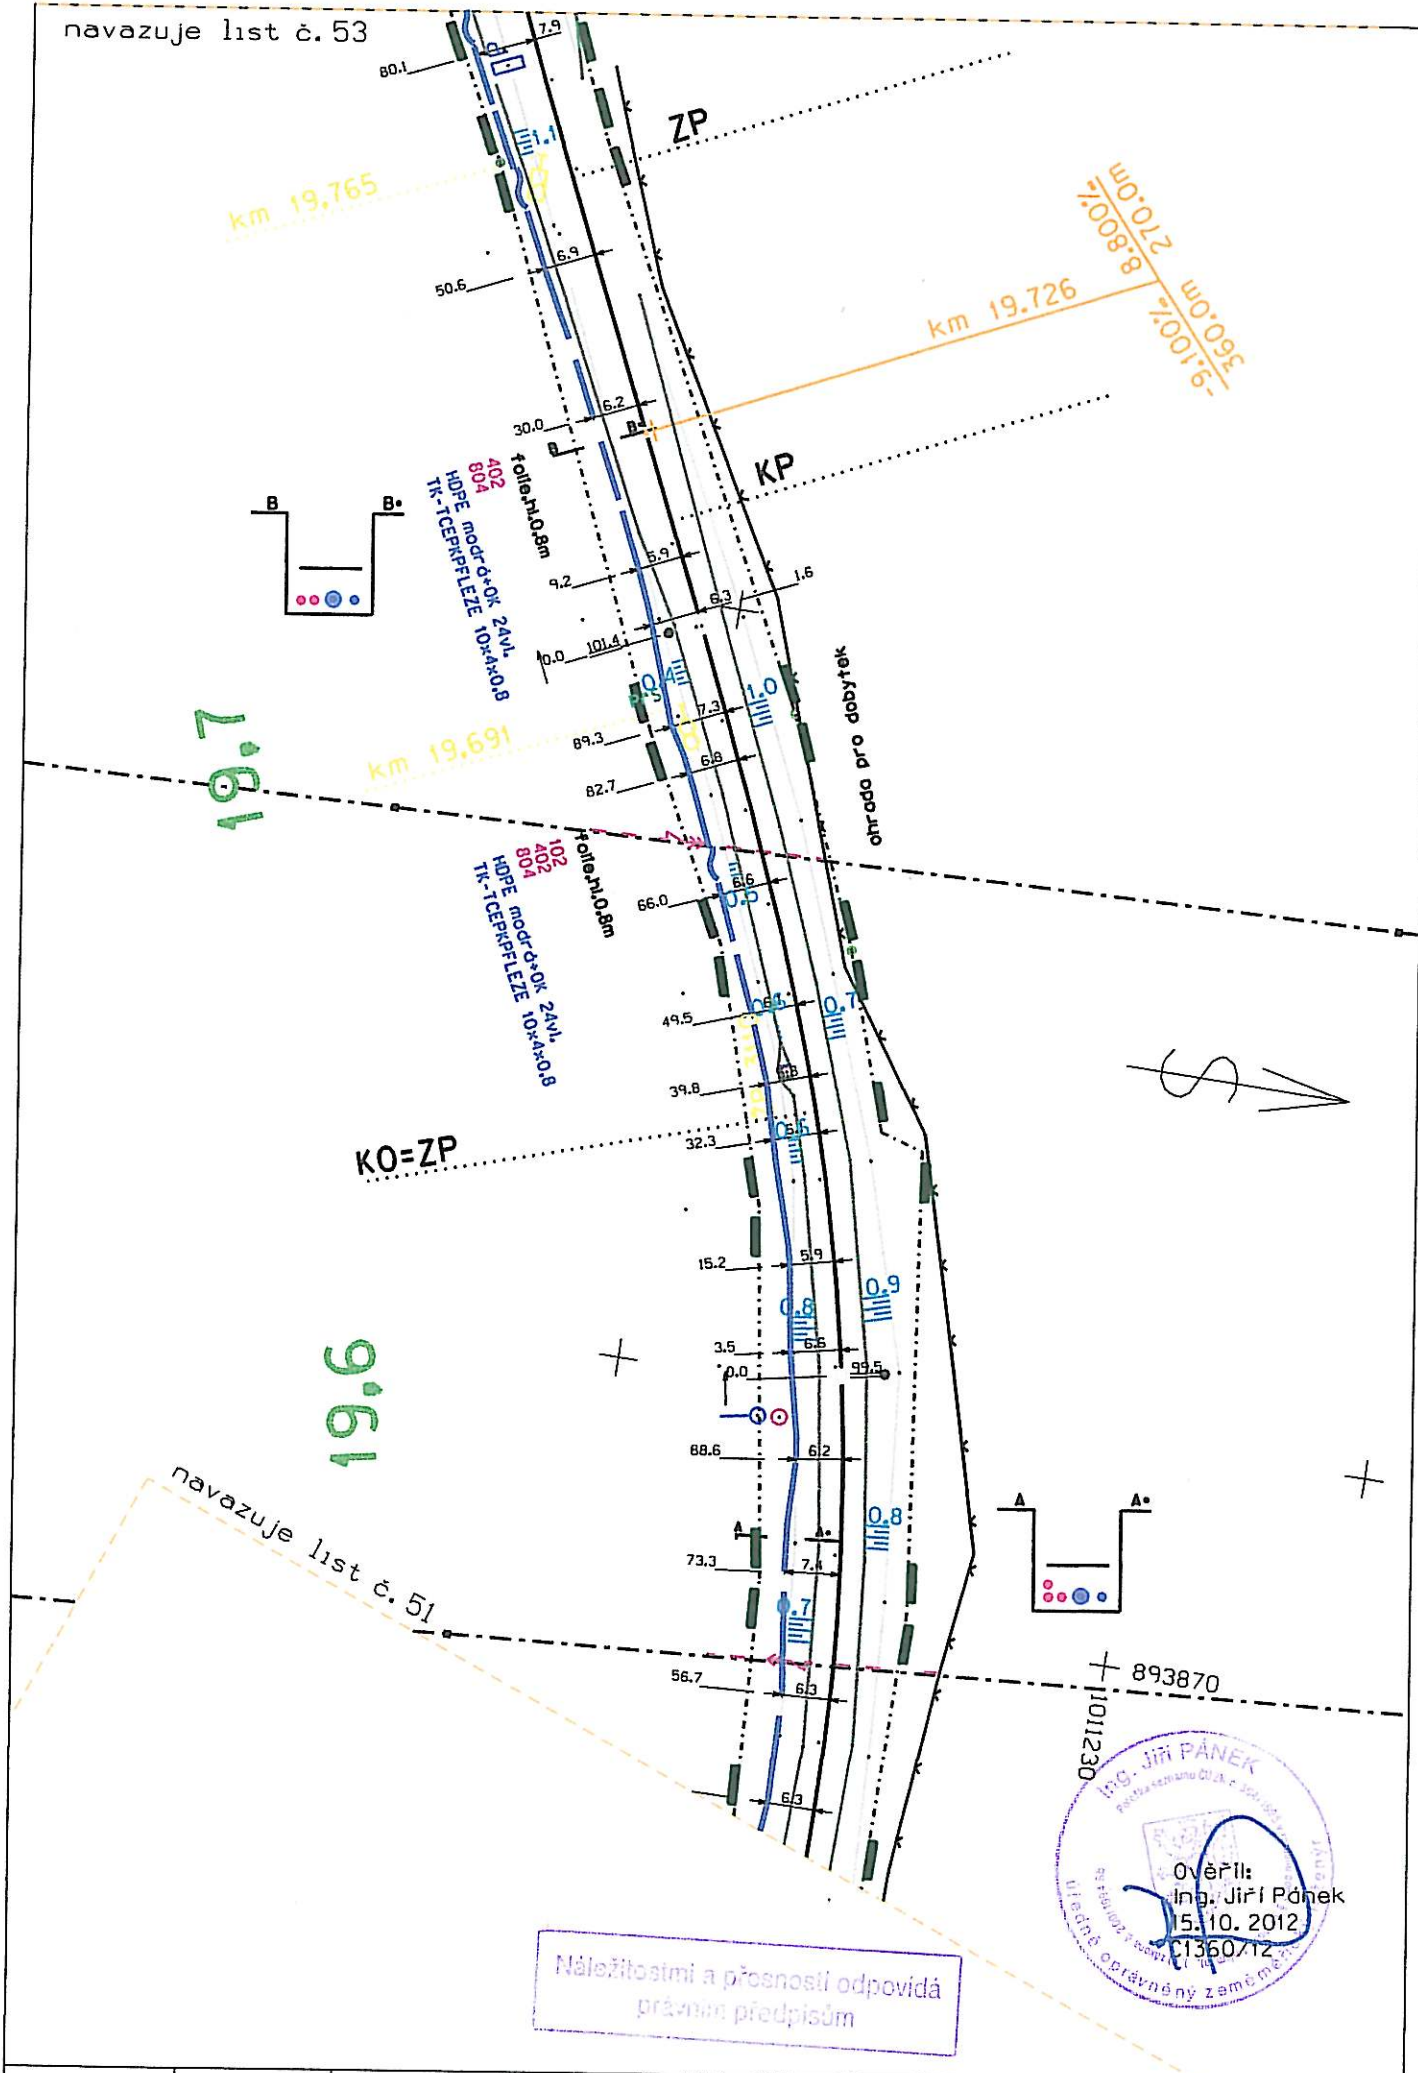 navazuje list č. 53
7.9
80.1
ZP
1.1
km 19.765
8.800‰
270.0m
-9.100‰
360.0m
km 19.726
6.9
50.6
6.2
30.0
B
B•
KP
folie,hl.0.8m
402
804
HDPE modrá+OK 24vl.
TK-TCEPKPFLEZE 10x4x0.8
B
B•
5.9
9.2
6.3
1.6
0.0
101.4
0.4
1.0
7.3
89.3
km 19.691
6.8
82.7
ohrada pro dobytek
19.7
folie,hl.0.8m
102
402
804
HDPE modrá+OK 24vl.
TK-TCEPKPFLEZE 10x4x0.8
6.6
0.5
66.0
0.7
49.5
39.8
32.3
KO=ZP
S
5.9
15.2
0.9
0.8
6.6
3.5
0.0
99.5
19.6
88.6
6.2
A
A•
0.8
73.3
7.4
A
A•
navazuje list č. 51
56.7
6.3
893870
1011230
6.3
Ing. Jiří PÁNEK
Ověřil:
Ing. Jiří Pánek
15.10. 2012
C1360/12
úředně oprávněný zeměměřický
Náležitostmi a přesností odpovídá
právním předpisům